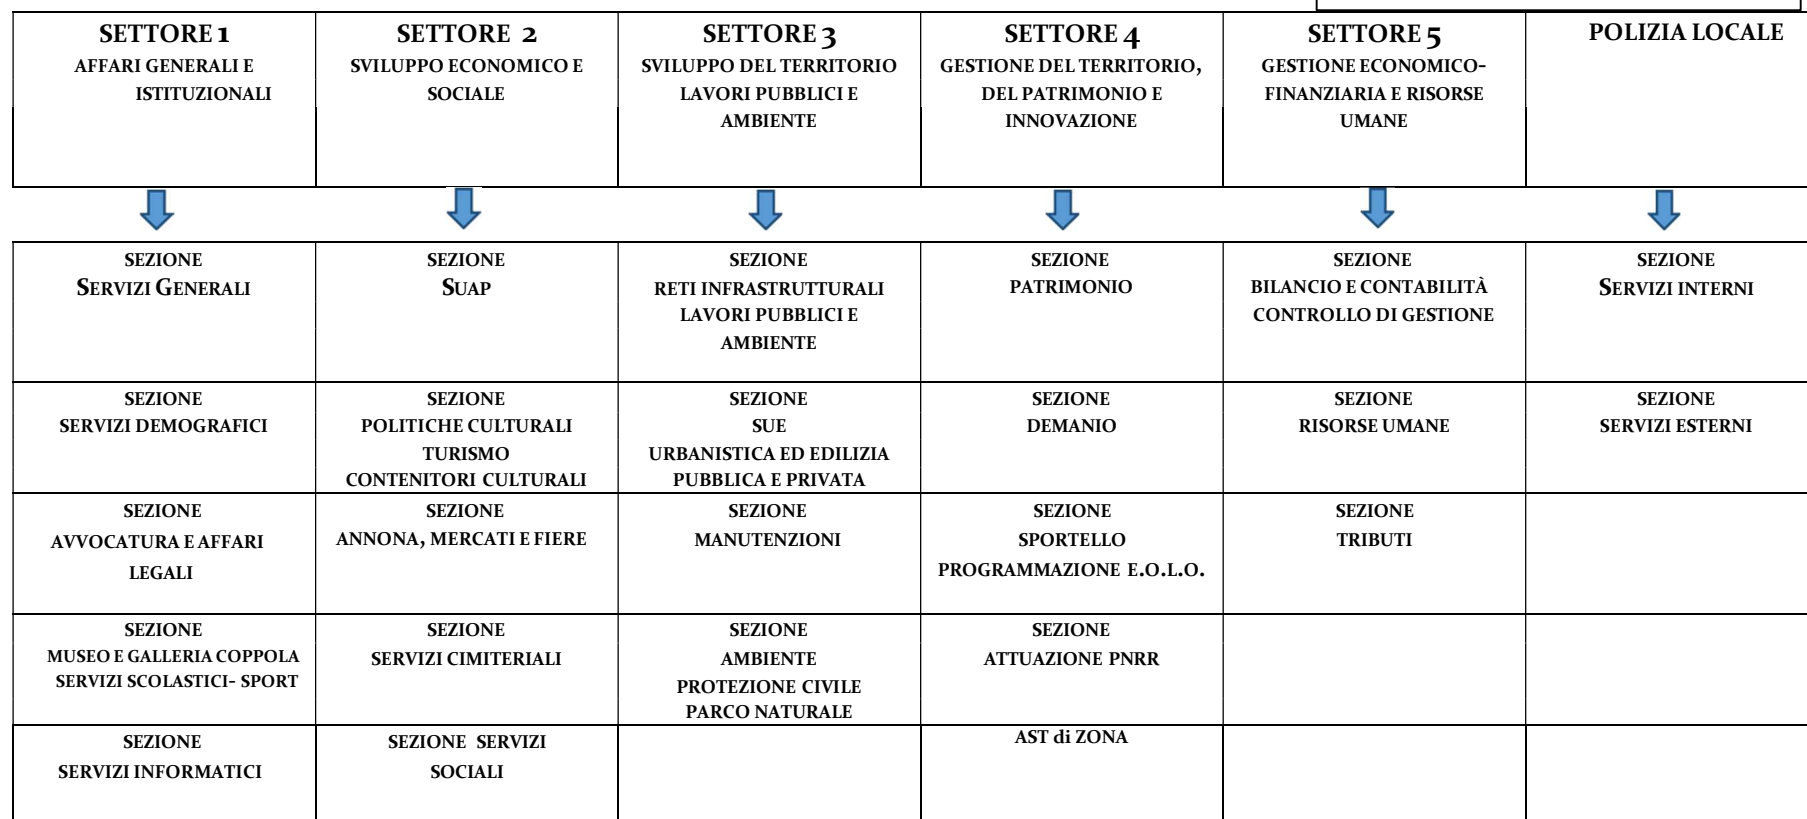 SETTORE 1
AFFARI GENERALI E
ISTITUZIONALI
SETTORE 2
SVILUPPO ECONOMICO E
SOCIALE
SETTORE 3
SVILUPPO DEL TERRITORIO
LAVORI PUBBLICI E
AMBIENTE
SETTORE 4
GESTIONE DEL TERRITORIO,
DEL PATRIMONIO E
INNOVAZIONE
SETTORE 5
GESTIONE ECONOMICO-
FINANZIARIA E RISORSE
UMANE
POLIZIA LOCALE
SEZIONE
SERVIZI GENERALI
SEZIONE
SUAP
SEZIONE
RETI INFRASTRUTTURALI
LAVORI PUBBLICI E
AMBIENTE
SEZIONE
PATRIMONIO
SEZIONE
BILANCIO E CONTABILITÀ
CONTROLLO DI GESTIONE
SEZIONE
SERVIZI INTERNI
SEZIONE
SERVIZI DEMOGRAFICI
SEZIONE
POLITICHE CULTURALI
TURISMO
CONTENITORI CULTURALI
SEZIONE
SUE
URBANISTICA ED EDILIZIA
PUBBLICA E PRIVATA
SEZIONE
DEMANIO
SEZIONE
RISORSE UMANE
SEZIONE
SERVIZI ESTERNI
SEZIONE
AVVOCATURA E AFFARI
LEGALI
SEZIONE
ANNONA, MERCATI E FIERE
SEZIONE
MANUTENZIONI
SEZIONE
SPORTELLO
PROGRAMMAZIONE E.O.L.O.
SEZIONE
TRIBUTI
SEZIONE
MUSEO E GALLERIA COPPOLA
SERVIZI SCOLASTICI- SPORT
SEZIONE
SERVIZI CIMITERIALI
SEZIONE
AMBIENTE
PROTEZIONE CIVILE
PARCO NATURALE
SEZIONE
ATTUAZIONE PNRR
SEZIONE
SERVIZI INFORMATICI
SEZIONE SERVIZI
SOCIALI
AST di ZONA